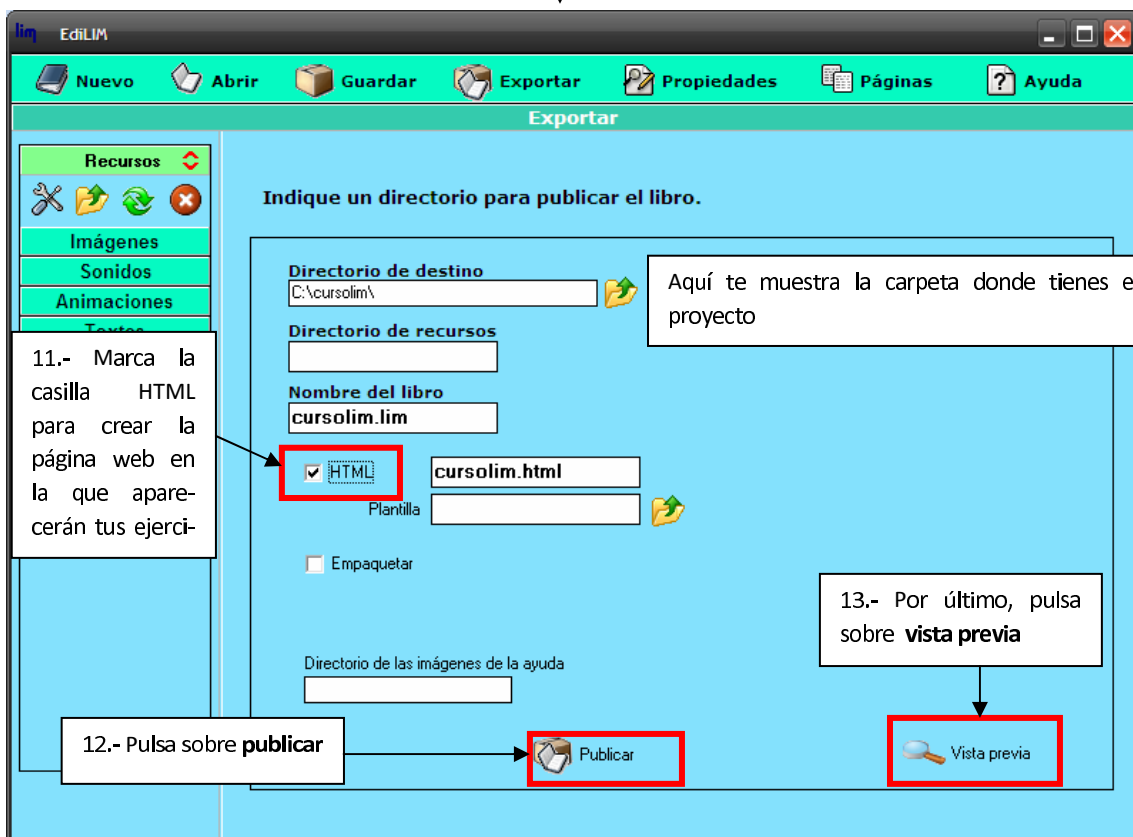 lim EdiLIM
Nuevo Abrir Guardar Exportar Propiedades Páginas Ayuda
Exportar
Recursos
Imágenes
Sonidos
Animaciones
Textos
Indique un directorio para publicar el libro.
Directorio de destino
C:\cursolim\
Aquí te muestra la carpeta donde tienes e
proyecto
Directorio de recursos
Nombre del libro
cursolim.lim
11.- Marca la
casilla HTML
para crear la
página web en
la que apare-
cerán tus ejerci-
HTML cursolim.html
Plantilla
Empaquetar
13.- Por último, pulsa
sobre vista previa
Directorio de las imágenes de la ayuda
12.- Pulsa sobre publicar
Publicar
Vista previa